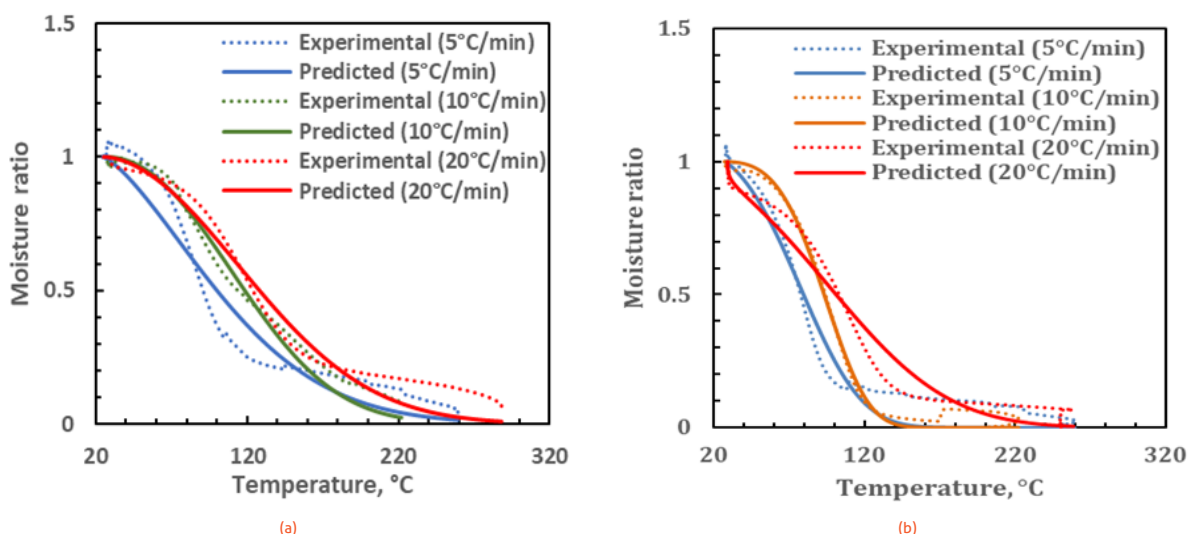 1.5
Experimental (5°C/min)
Predicted (5°C/min)
Experimental (10°C/min)
Predicted (10°C/min)
Experimental (20°C/min)
Predicted (20°C/min)
1
0.5
0
Moisture ratio
20
120
220
320
Temperature, °C
(a)
1.5
Experimental (5°C/min)
Predicted (5°C/min)
Experimental (10°C/min)
Predicted (10°C/min)
Experimental (20°C/min)
Predicted (20°C/min)
1
0.5
0
Moisture ratio
20
120
220
320
Temperature, °C
(b)